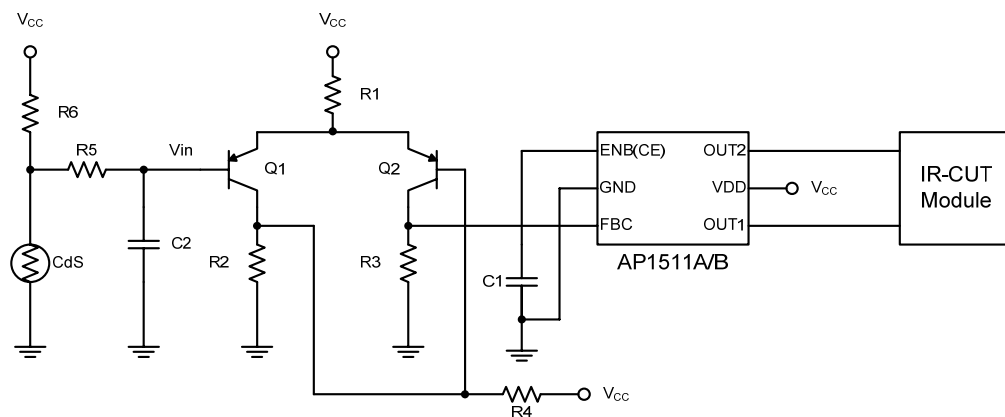 VCC
VCC
R6
R1
R5
Vin
Q1
Q2
ENB(CE)
OUT2
GND
VDD
VCC
FBC
OUT1
IR-CUT
Module
AP1511A/B
CdS
C2
R2
R3
C1
R4
VCC